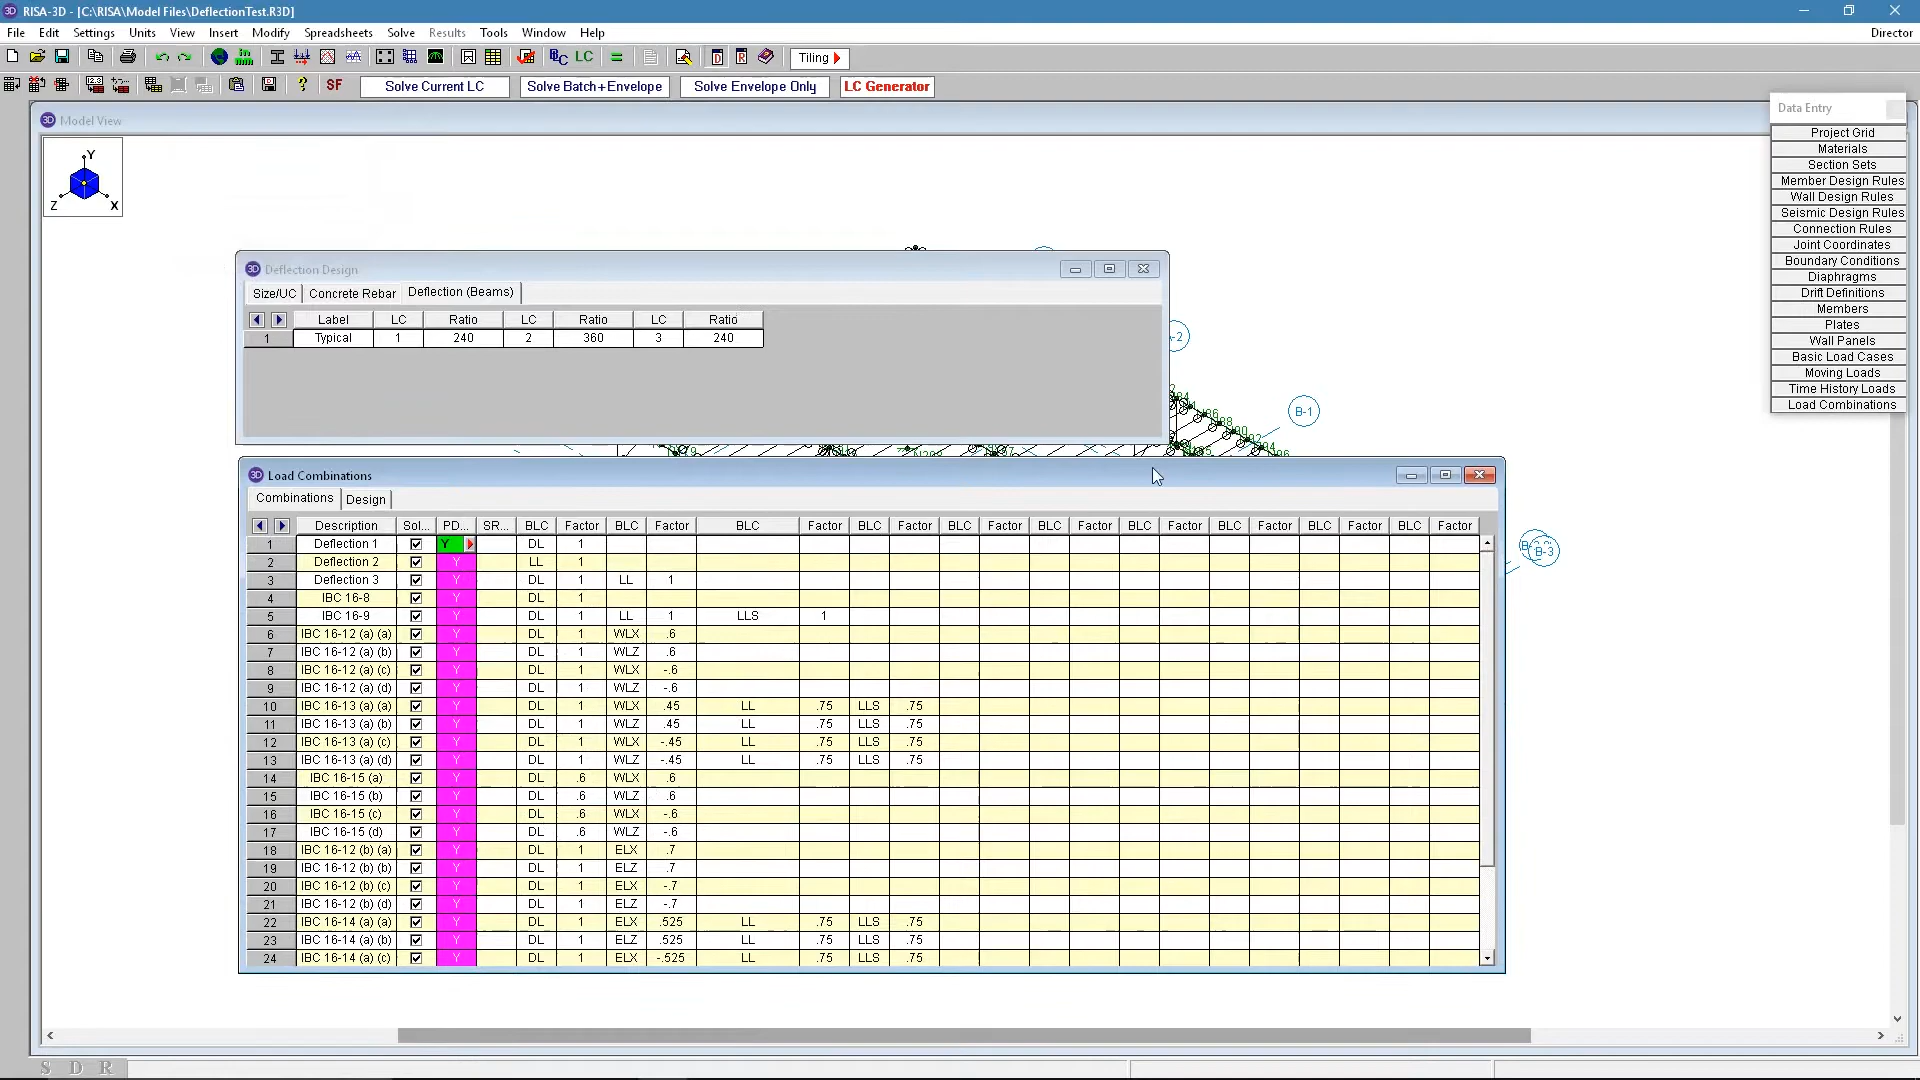 RISA-3D - [C:\RISA\Model Files\DeflectionTest.R3D]
File Edit Settings Units View Insert Modify Spreadsheets Solve Results Tools Window Help Director
LC = D R Tiling
? SF Solve Current LC Solve Batch+Envelope Solve Envelope Only LC Generator
3D Model View
Data Entry
Project Grid
Materials
Section Sets
Member Design Rules
Wall Design Rules
Seismic Design Rules
Connection Rules
Joint Coordinates
Boundary Conditions
Diaphragms
Drift Definitions
Members
Plates
Wall Panels
Basic Load Cases
Moving Loads
Time History Loads
Load Combinations
Y
Z X
3D Deflection Design
Size/UC Concrete Rebar Deflection (Beams)
Label LC Ratio LC Ratio LC Ratio
1 Typical 1 240 2 360 3 240
B-1
B-3
3D Load Combinations
Combinations Design
Description Sol... PD... SR... BLC Factor BLC Factor BLC Factor BLC Factor BLC Factor BLC Factor BLC Factor BLC Factor BLC Factor BLC Factor
1 Deflection 1 Y DL 1
2 Deflection 2 Y LL 1
3 Deflection 3 Y DL 1 LL 1
4 IBC 16-8 Y DL 1
5 IBC 16-9 Y DL 1 LL 1 LLS 1
6 IBC 16-12 (a) (a) Y DL 1 WLX .6
7 IBC 16-12 (a) (b) Y DL 1 WLZ .6
8 IBC 16-12 (a) (c) Y DL 1 WLX -.6
9 IBC 16-12 (a) (d) Y DL 1 WLZ -.6
10 IBC 16-13 (a) (a) Y DL 1 WLX .45 LL .75 LLS .75
11 IBC 16-13 (a) (b) Y DL 1 WLZ .45 LL .75 LLS .75
12 IBC 16-13 (a) (c) Y DL 1 WLX -.45 LL .75 LLS .75
13 IBC 16-13 (a) (d) Y DL 1 WLZ -.45 LL .75 LLS .75
14 IBC 16-15 (a) Y DL .6 WLX .6
15 IBC 16-15 (b) Y DL .6 WLZ .6
16 IBC 16-15 (c) Y DL .6 WLX -.6
17 IBC 16-15 (d) Y DL .6 WLZ -.6
18 IBC 16-12 (b) (a) Y DL 1 ELX .7
19 IBC 16-12 (b) (b) Y DL 1 ELZ .7
20 IBC 16-12 (b) (c) Y DL 1 ELX -.7
21 IBC 16-12 (b) (d) Y DL 1 ELZ -.7
22 IBC 16-14 (a) (a) Y DL 1 ELX .525 LL .75 LLS .75
23 IBC 16-14 (a) (b) Y DL 1 ELZ .525 LL .75 LLS .75
24 IBC 16-14 (a) (c) Y DL 1 ELX -.525 LL .75 LLS .75
S D R